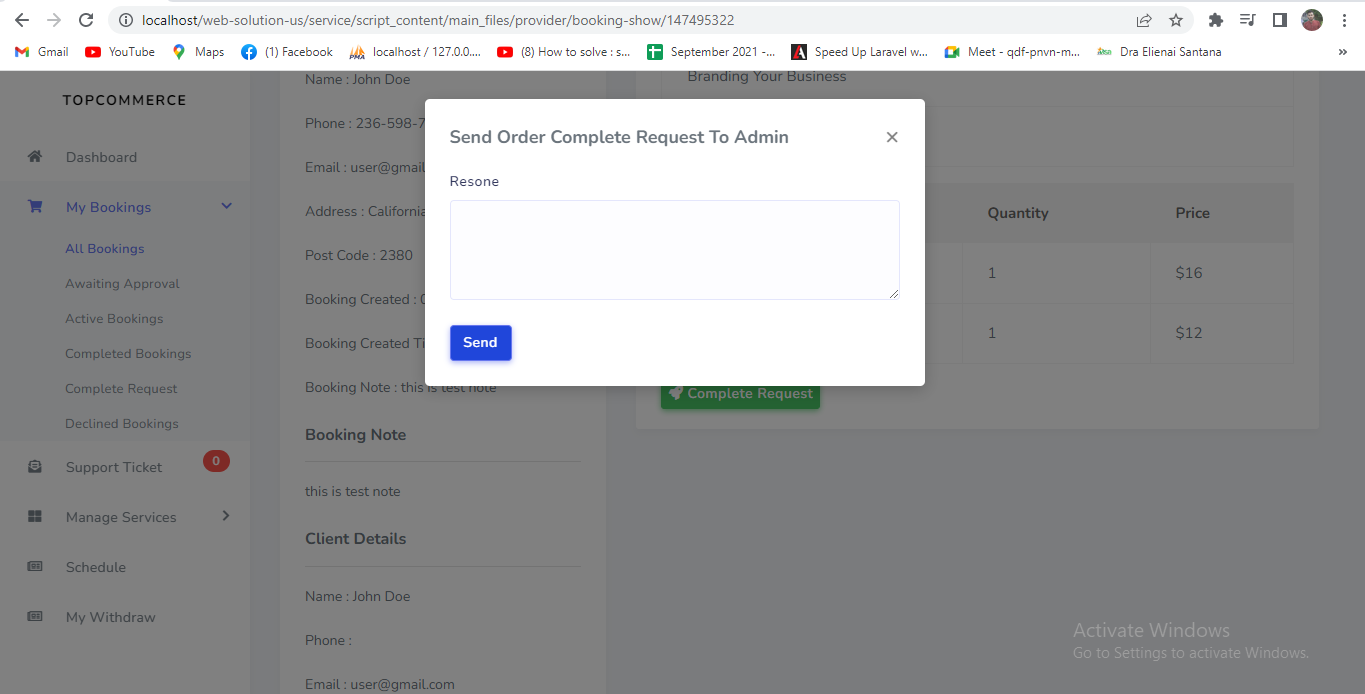 localhost/web-solution-us/service/script_content/main_files/provider/booking-show/147495322
Gmail
YouTube
Maps
(1) Facebook
localhost / 127.0.0....
(8) How to solve : s...
September 2021 -...
Speed Up Laravel w...
Meet - qdf-pnvn-m...
Dra Elienai Santana
»
TOPCOMMERCE
Dashboard
My Bookings
All Bookings
Awaiting Approval
Active Bookings
Completed Bookings
Complete Request
Declined Bookings
Support Ticket
0
Manage Services
Schedule
My Withdraw
Name : John Doe
Phone : 236-598-7
Email : user@gmail
Address : California
Post Code : 2380
Booking Created : 0
Booking Created Ti
Booking Note : this is test note
Booking Note
this is test note
Client Details
Name : John Doe
Phone :
Email : user@gmail.com
Send Order Complete Request To Admin
×
Resone
Send
Branding Your Business
Quantity Price
1 $16
1 $12
Complete Request
Activate Windows
Go to Settings to activate Windows.